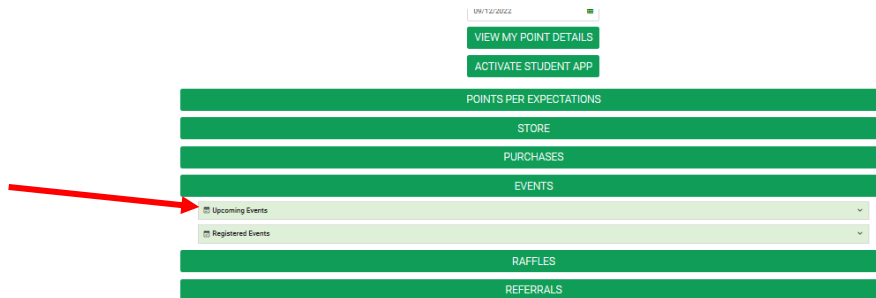 09/12/2022
VIEW MY POINT DETAILS
ACTIVATE STUDENT APP
POINTS PER EXPECTATIONS
STORE
PURCHASES
EVENTS
Upcoming Events
Registered Events
RAFFLES
REFERRALS